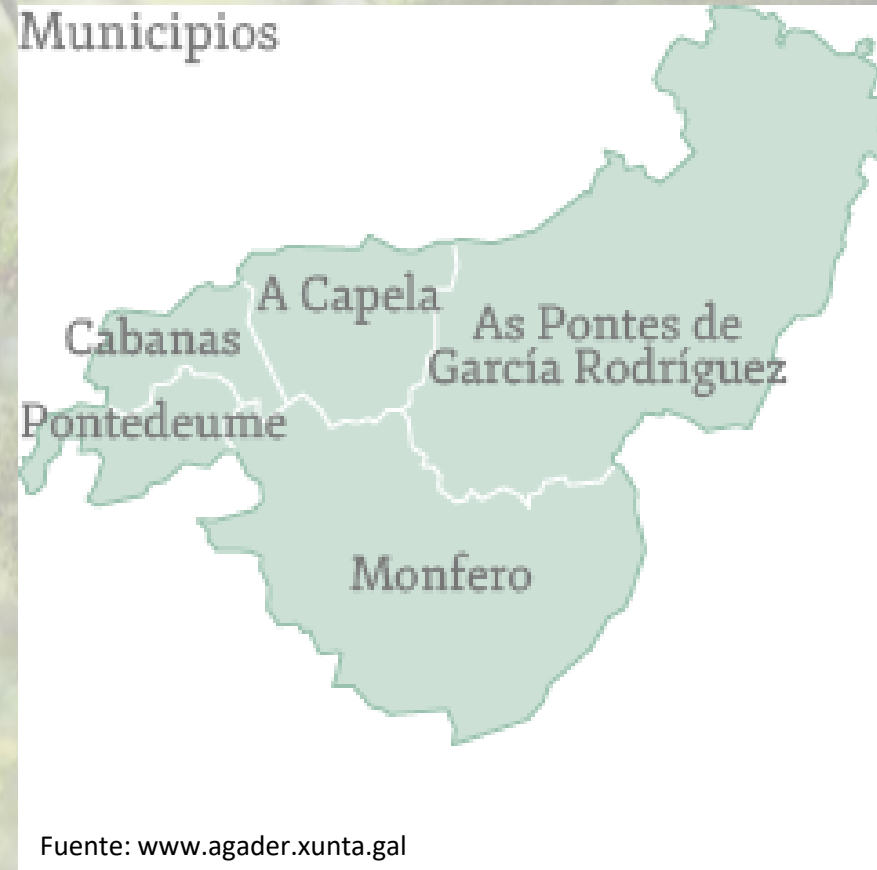 Municipios
A Capela
As Pontes de
García Rodríguez
Cabanas
Pontedeume
Monfero
Fuente: www.agader.xunta.gal